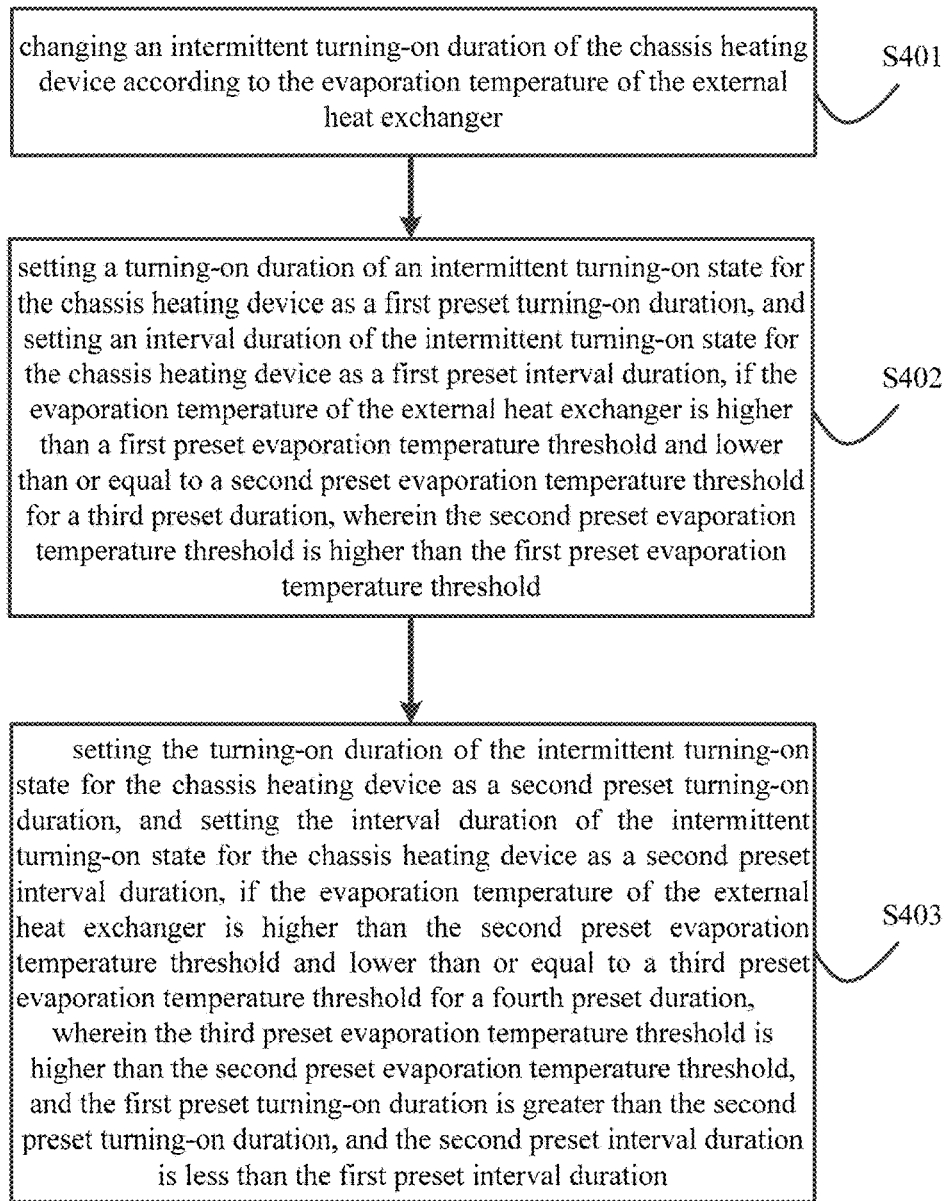 changing an intermittent turning-on duration of the chassis heating
device according to the evaporation temperature of the external
heat exchanger
S401
setting a turning-on duration of an intermittent turning-on state for
the chassis heating device as a first preset turning-on duration, and
setting an interval duration of the intermittent turning-on state for
the chassis heating device as a first preset interval duration, if the
evaporation temperature of the external heat exchanger is higher
than a first preset evaporation temperature threshold and lower
than or equal to a second preset evaporation temperature threshold
for a third preset duration, wherein the second preset evaporation
temperature threshold is higher than the first preset evaporation
temperature threshold
S402
setting the turning-on duration of the intermittent turning-on
state for the chassis heating device as a second preset turning-on
duration, and setting the interval duration of the intermittent
turning-on state for the chassis heating device as a second preset
interval duration, if the evaporation temperature of the external
heat exchanger is higher than the second preset evaporation
temperature threshold and lower than or equal to a third preset
evaporation temperature threshold for a fourth preset duration,
wherein the third preset evaporation temperature threshold is
higher than the second preset evaporation temperature threshold,
and the first preset turning-on duration is greater than the second
preset turning-on duration, and the second preset interval duration
is less than the first preset interval duration
S403